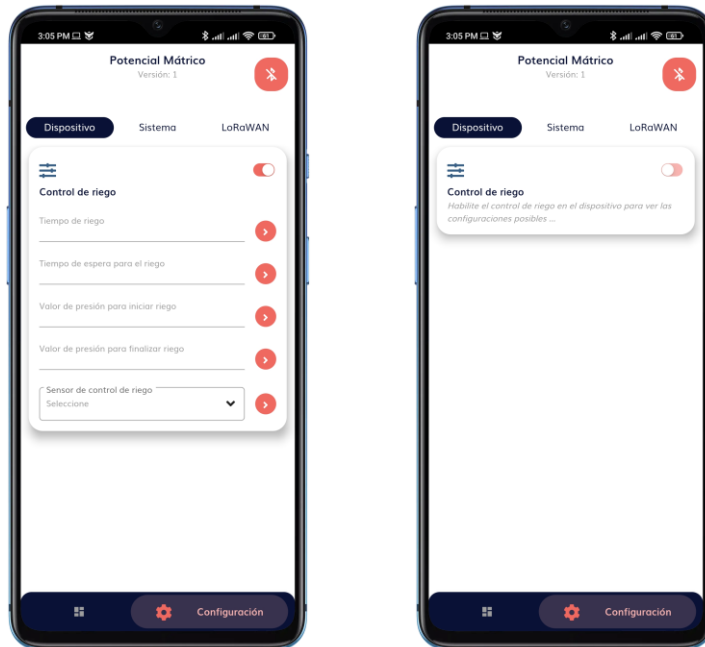 3:05 PM
61
Potencial Mátrico
Versión: 1
Dispositivo
Sistema
LoRaWAN
Control de riego
Tiempo de riego
Tiempo de espera para el riego
Valor de presión para iniciar riego
Valor de presión para finalizar riego
Sensor de control de riego
Seleccione
Configuración
3:05 PM
61
Potencial Mátrico
Versión: 1
Dispositivo
Sistema
LoRaWAN
Control de riego
Habilite el control de riego en el dispositivo para ver las
configuraciones posibles ...
Configuración